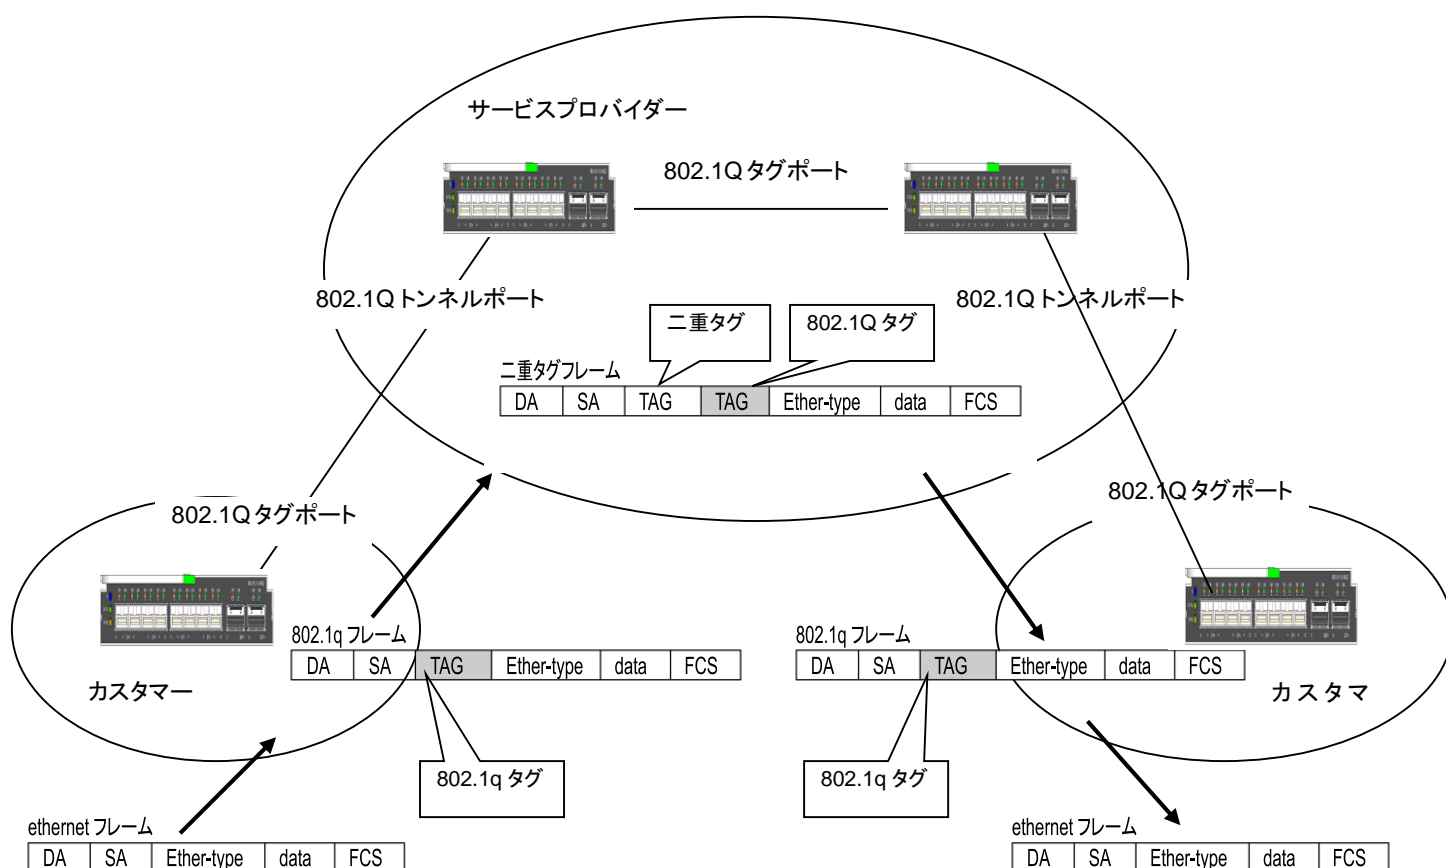 サービスプロバイダー
802.1Q タグポート
802.1Q トンネルポート
802.1Q トンネルポート
二重タグ
802.1Q タグ
二重タグフレーム
DA SA TAG TAG Ether-type data FCS
802.1Q タグポート
802.1Q タグポート
802.1q フレーム
DA SA TAG Ether-type data FCS
802.1q フレーム
DA SA TAG Ether-type data FCS
カスタマー
カスタマ
802.1q タグ
802.1q タグ
ethernet フレーム
DA SA Ether-type data FCS
ethernet フレーム
DA SA Ether-type data FCS